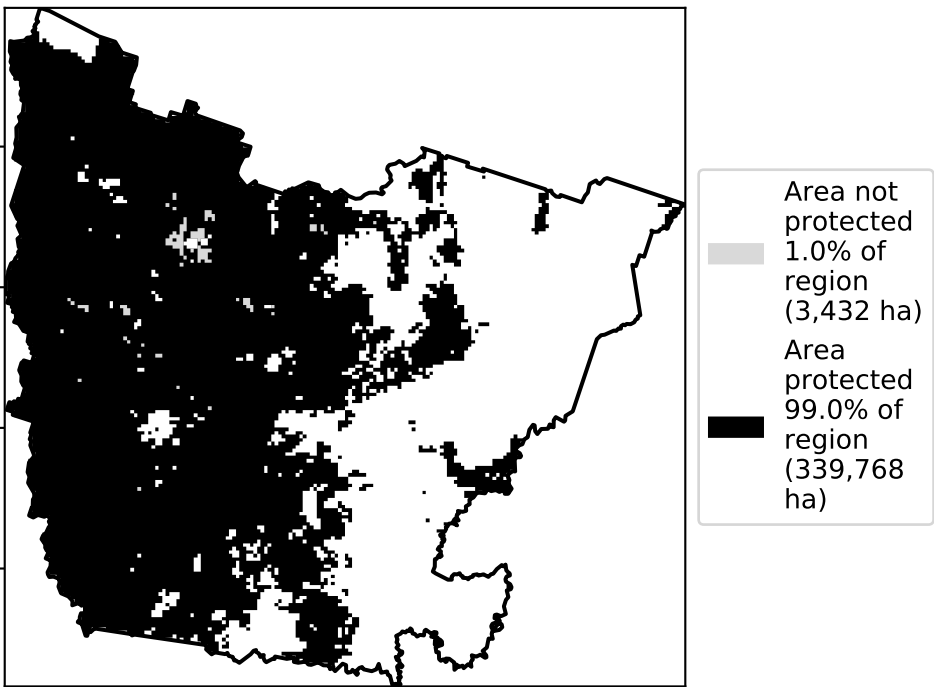 Area not
protected
1.0% of
region
(3,432 ha)
Area
protected
99.0% of
region
(339,768
ha)